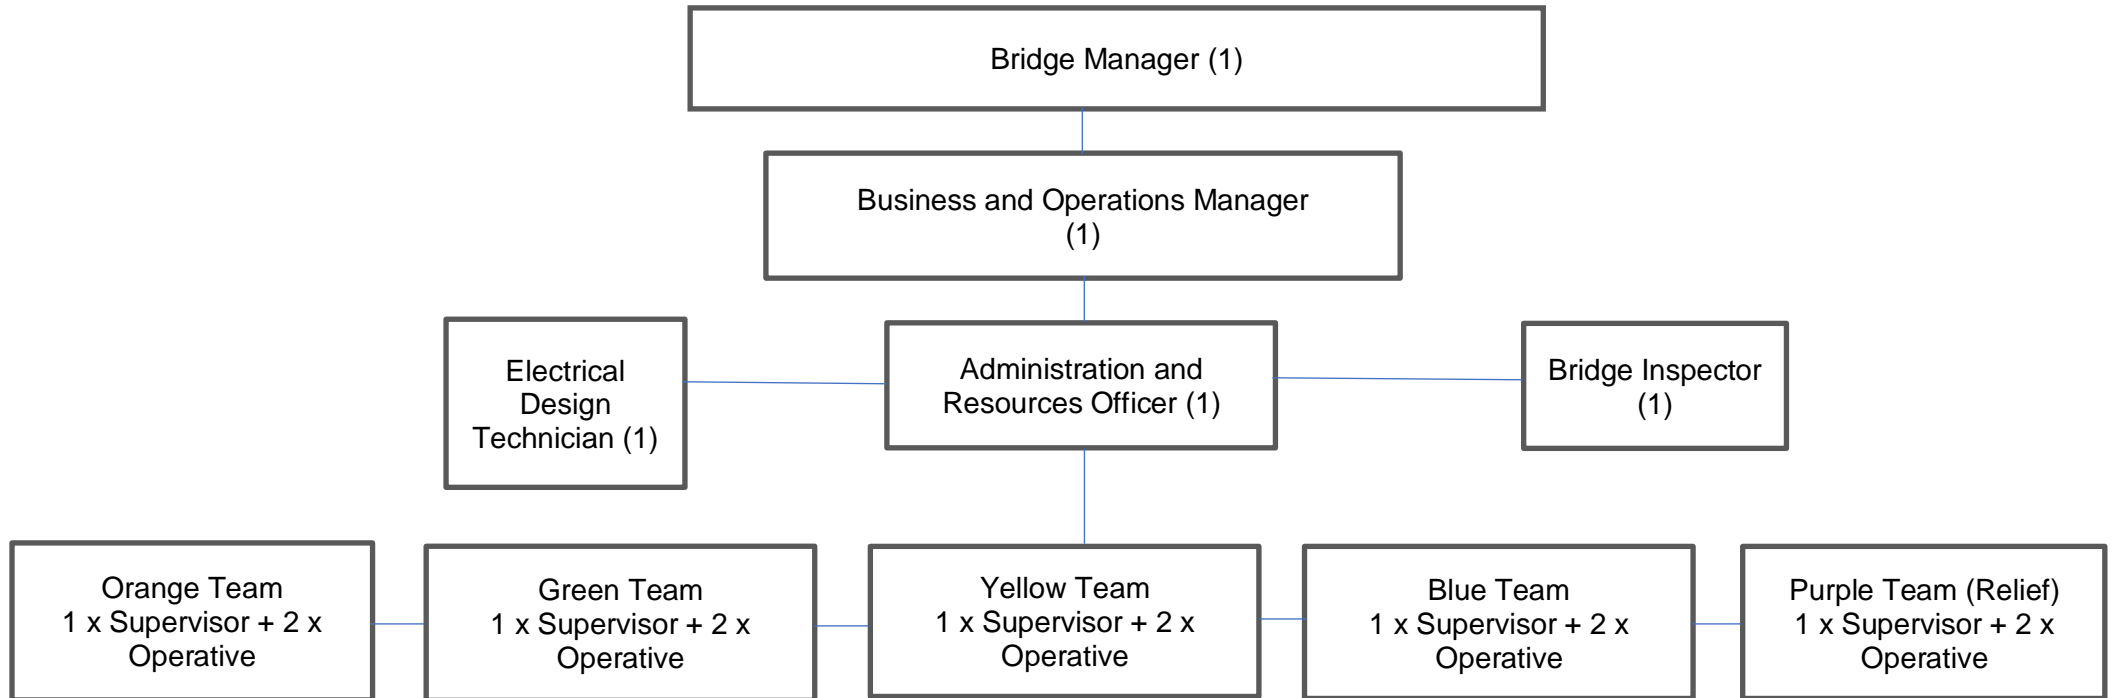 Bridge Manager (1)
Business and Operations Manager
(1)
Electrical
Design
Technician (1)
Administration and
Resources Officer (1)
Bridge Inspector
(1)
Orange Team
1 x Supervisor + 2 x
Operative
Green Team
1 x Supervisor + 2 x
Operative
Yellow Team
1 x Supervisor + 2 x
Operative
Blue Team
1 x Supervisor + 2 x
Operative
Purple Team (Relief)
1 x Supervisor + 2 x
Operative